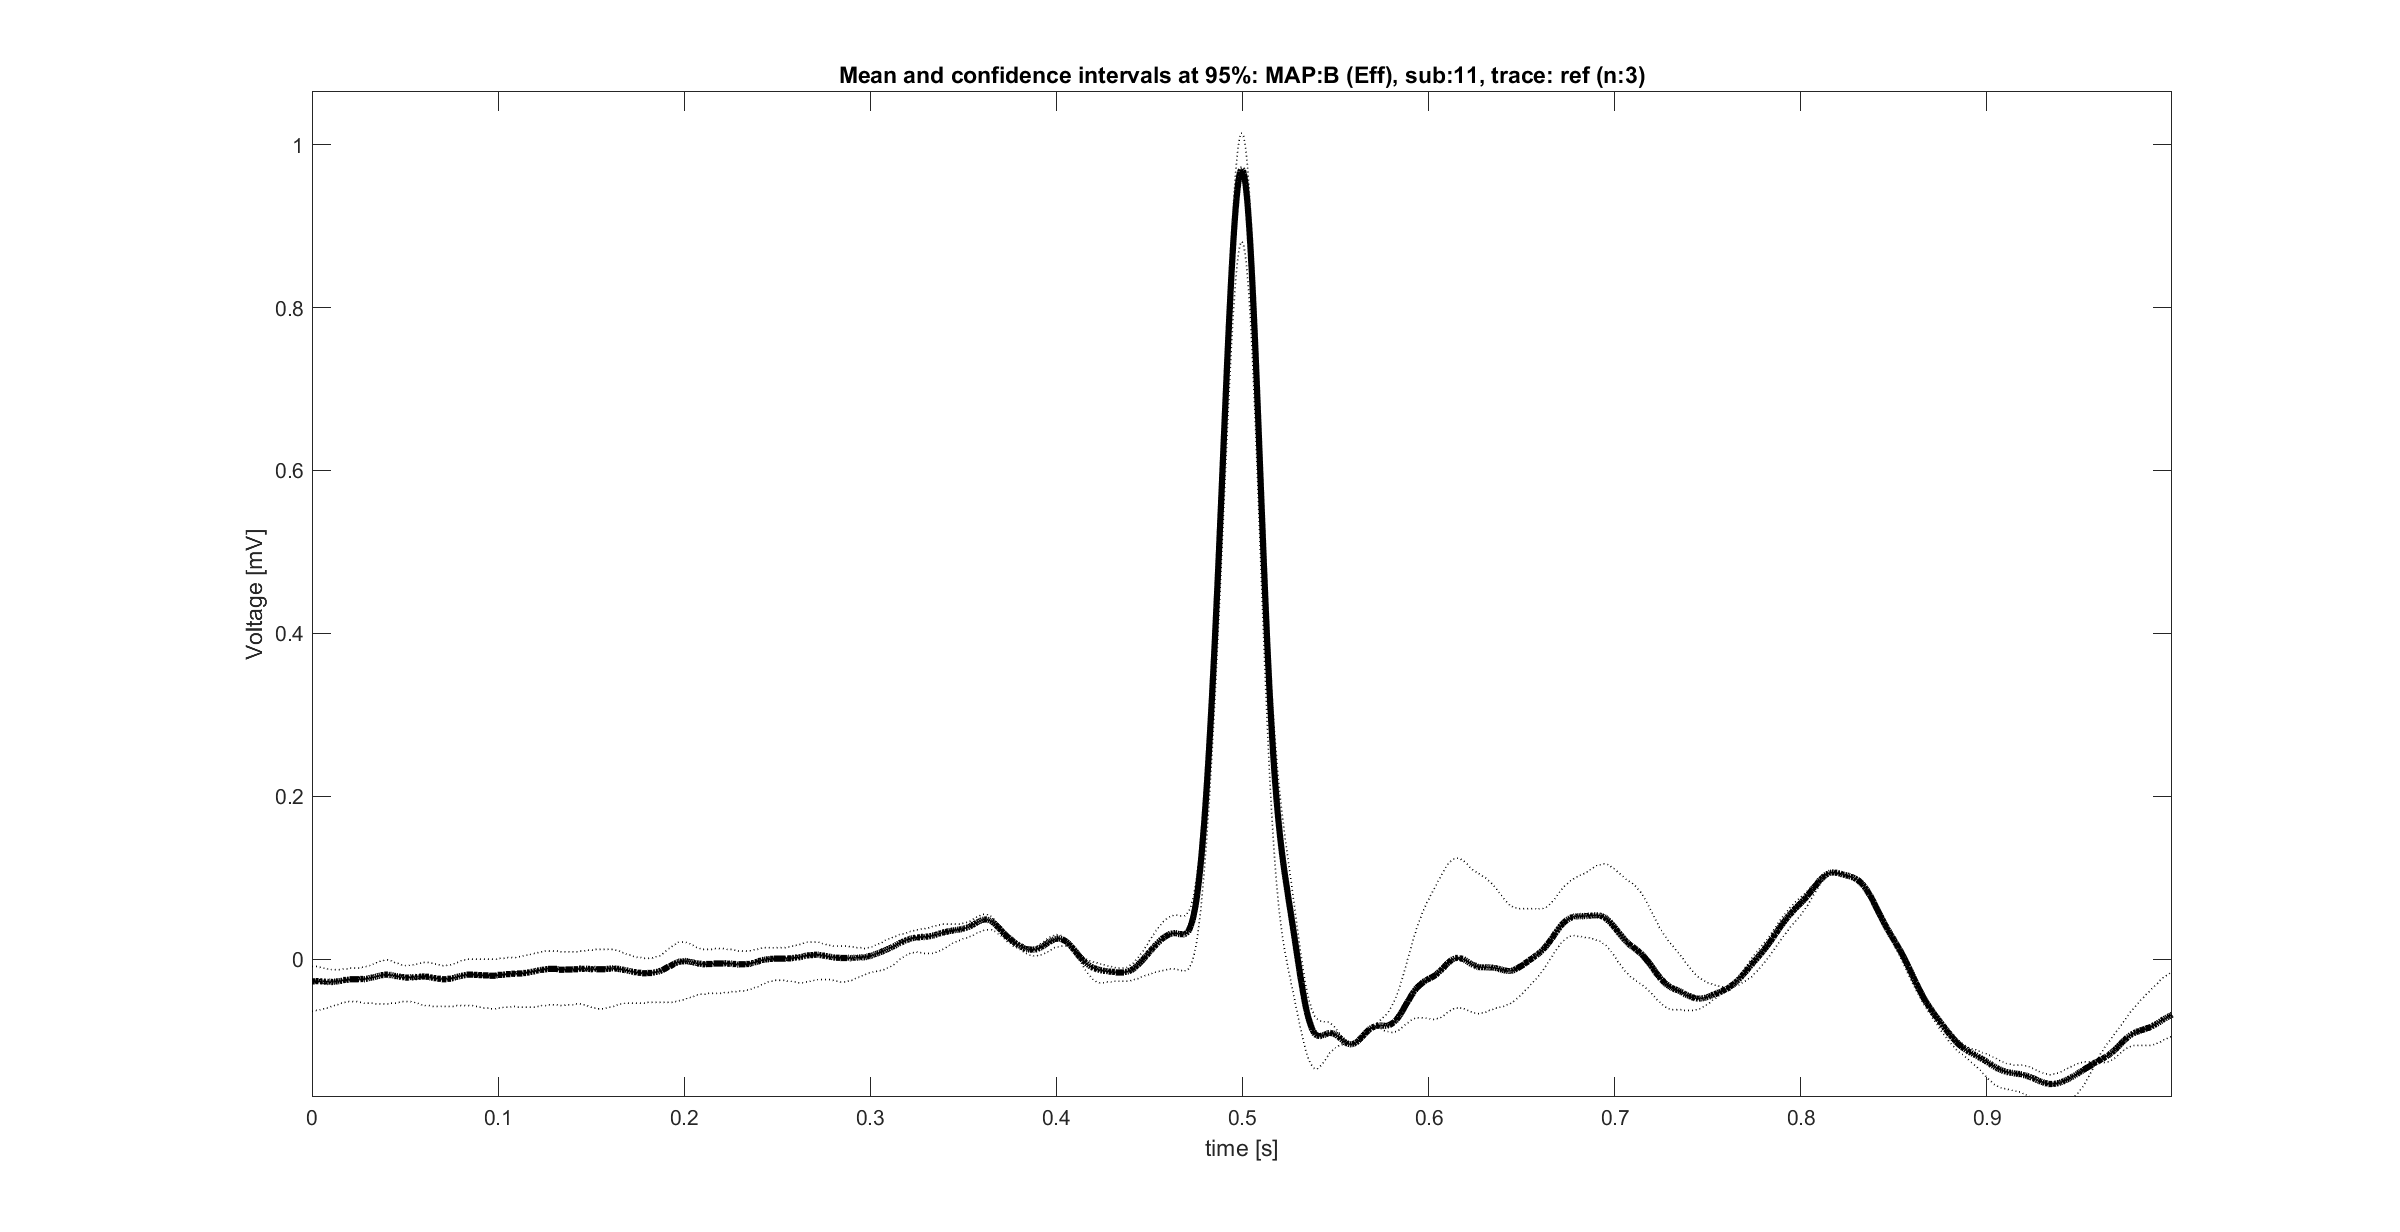 Mean and confidence intervals at 95%: MAP:B (Eff), sub:11, trace: ref (n:3)
1
0.8
0.6
0.4
0.2
0
Voltage [mV]
0 0.1 0.2 0.3 0.4 0.5 0.6 0.7 0.8 0.9
time [s]